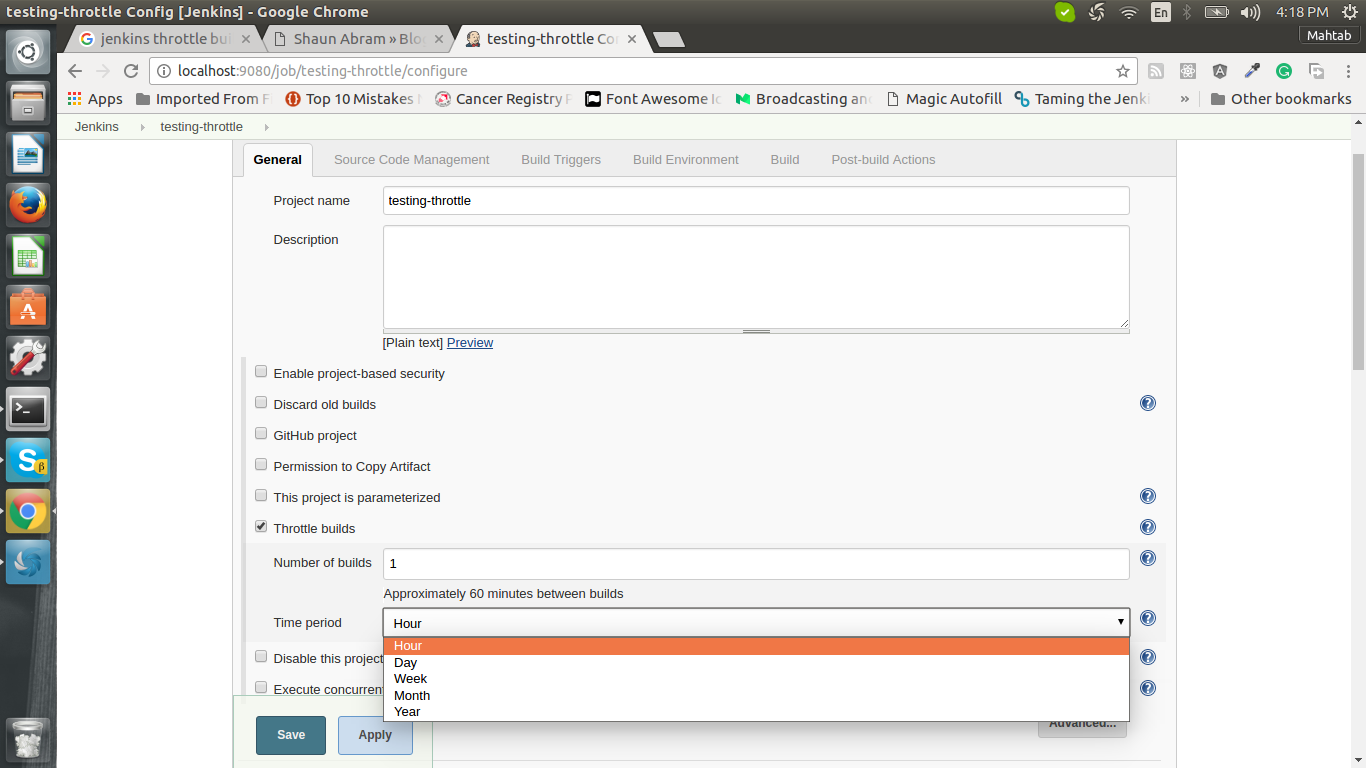 testing-throttle Config [Jenkins] - Google Chrome
En
4:18 PM
Mahtab
jenkins throttle bui
Shaun Abram » Blo
testing-throttle Co
localhost:9080/job/testing-throttle/configure
Apps
Imported From F
Top 10 Mistakes
Cancer Registry
Font Awesome Ic
Broadcasting an
Magic Autofill
Taming the Jenki
»
Other bookmarks
Jenkins
testing-throttle
General
Source Code Management
Build Triggers
Build Environment
Build
Post-build Actions
Project name
testing-throttle
Description
[Plain text] Preview
Enable project-based security
Discard old builds
GitHub project
Permission to Copy Artifact
This project is parameterized
Throttle builds
Number of builds
1
Approximately 60 minutes between builds
Time period
Hour
Hour
Day
Week
Month
Year
Disable this project
Execute concurren
Advanced...
Save
Apply